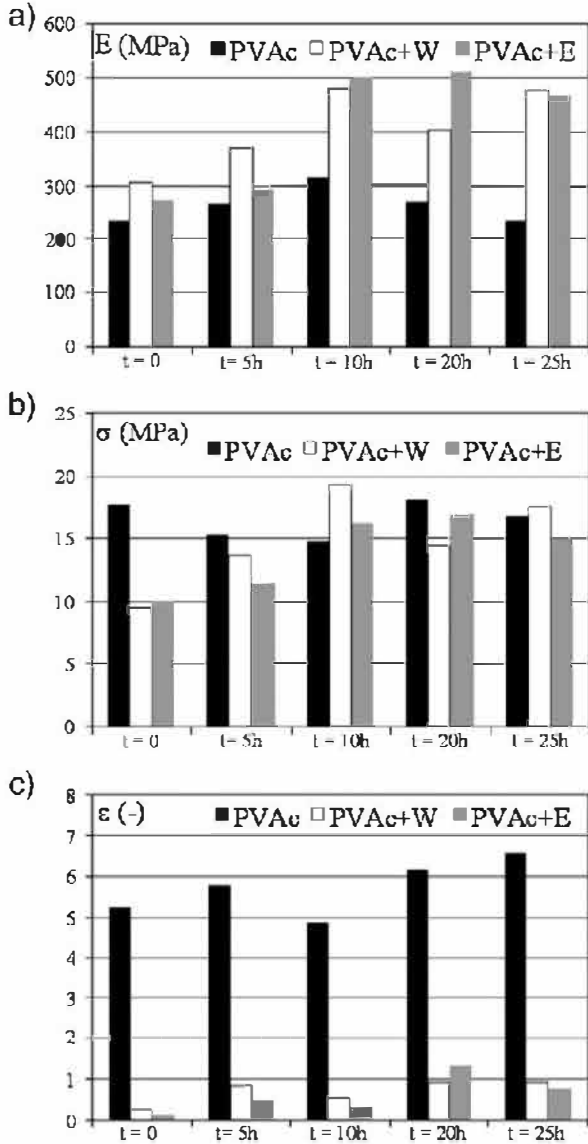 a)
600
E (MPa) PVAc PVAc+W PVAc+E
500
400
300
200
100
0
t = 0 t= 5h t = 10h t = 20h t = 25h
b)
25
σ (MPa)
PVAc PVAc+W PVAc+E
20
15
10
5
0
t = 0 t= 5h t = 10h t = 20h t = 25h
c)
8
ε (-) PVAc PVAc+W PVAc+E
7
6
5
4
3
2
1
0
t = 0 t= 5h t = 10h t = 20h t = 25h